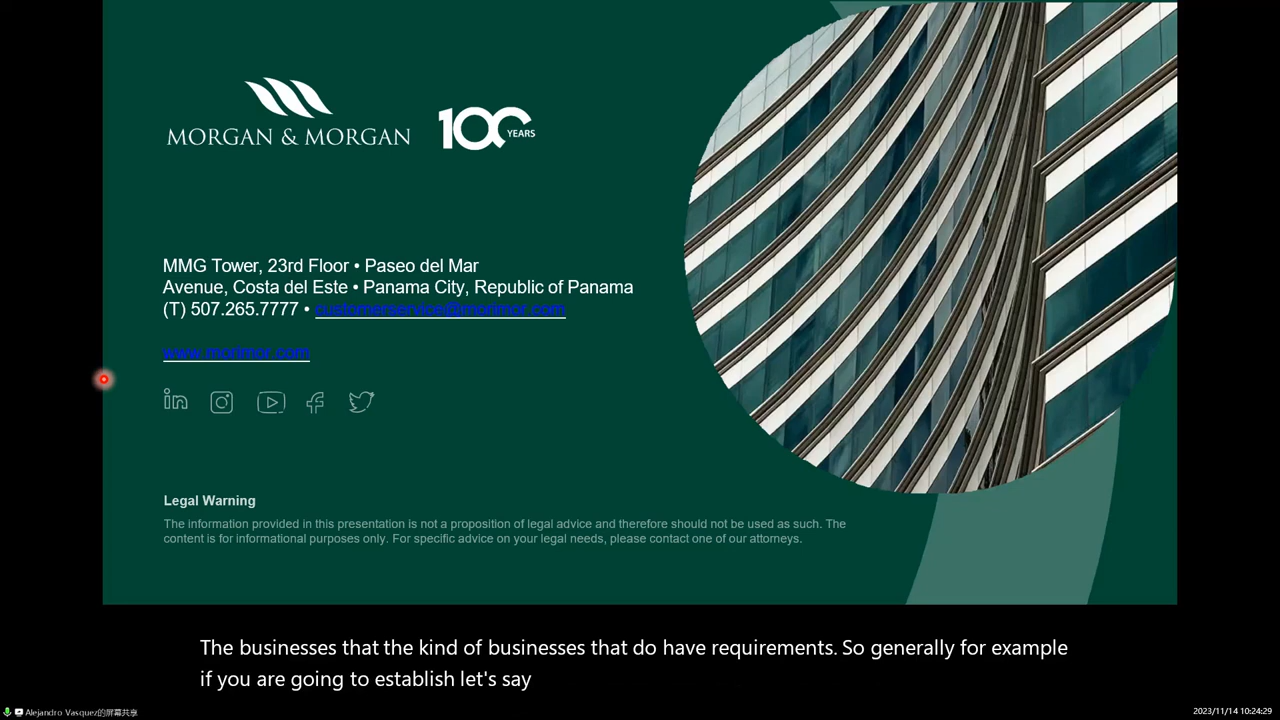 MORGAN & MORGAN
100 YEARS
MMG Tower, 23rd Floor • Paseo del Mar
Avenue, Costa del Este • Panama City, Republic of Panama
(T) 507.265.7777 • customerservice@morimor.com
www.morimor.com
Legal Warning
The information provided in this presentation is not a proposition of legal advice and therefore should not be used as such. The
content is for informational purposes only. For specific advice on your legal needs, please contact one of our attorneys.
The businesses that the kind of businesses that do have requirements. So generally for example
if you are going to establish let's say
Alejandro Vasquez的屏幕共享
2023/11/14 10:24:29